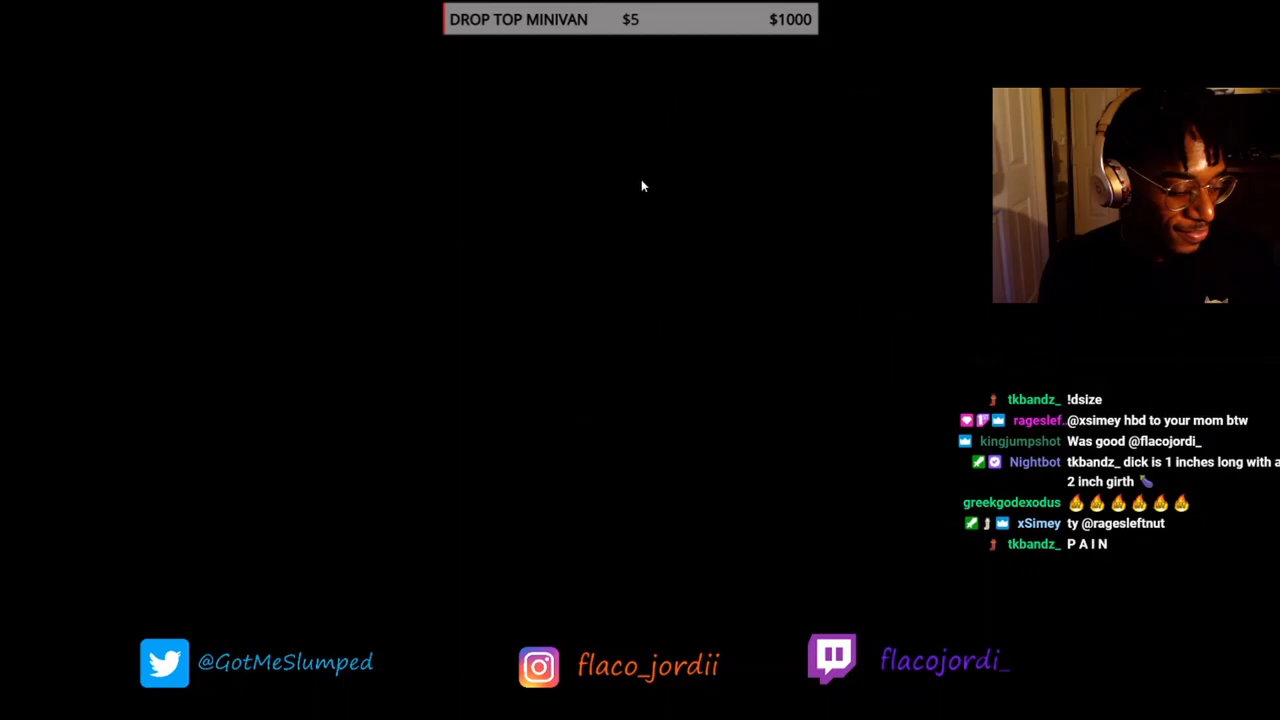 DROP TOP MINIVAN $5 $1000
tkbandz_ !dsize
rageslef.. @xsimey hbd to your mom btw
kingjumpshot Was good @flacojordi_
Nightbot tkbandz_ dick is 1 inches long with a
2 inch girth 🍆
greekgodexodus 🔥🔥🔥🔥🔥🔥
xSimey ty @ragesleftnut
tkbandz_ P A I N
@GotMeSlumped flaco_jordii flacojordi_